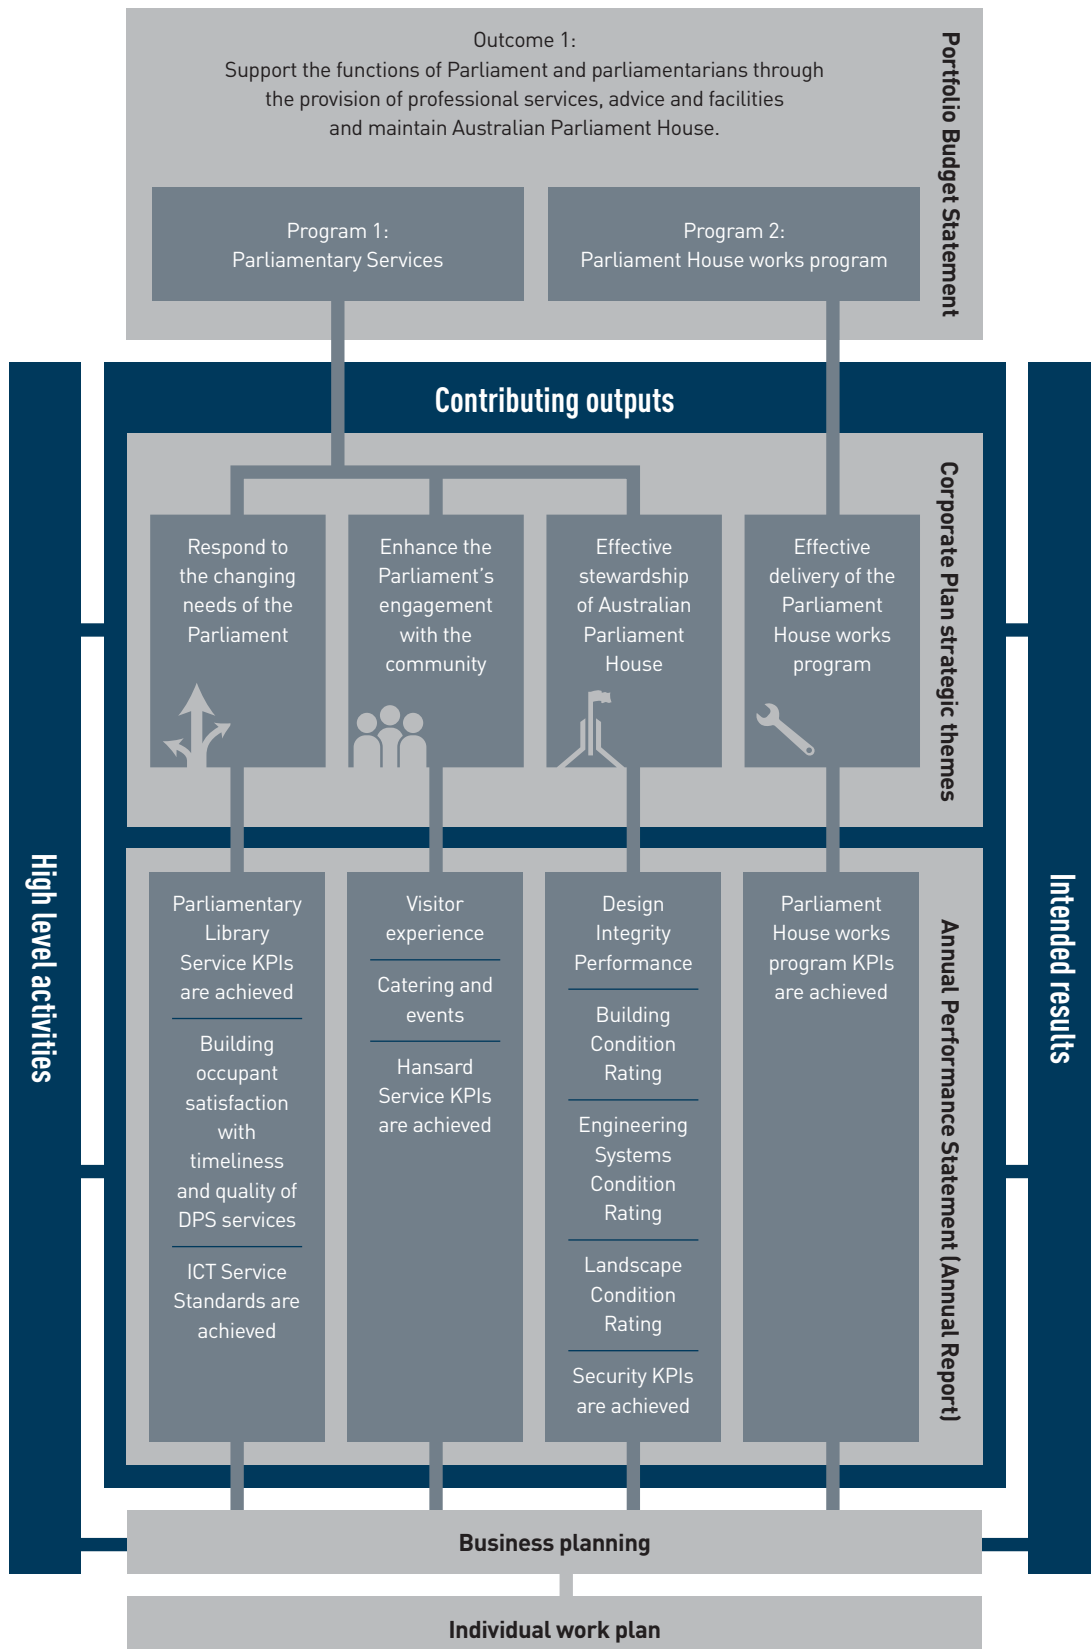 Outcome 1:
Support the functions of Parliament and parliamentarians through
the provision of professional services, advice and facilities
and maintain Australian Parliament House.
Portfolio Budget Statement
Program 1:
Parliamentary Services
Program 2:
Parliament House works program
High level activities
Contributing outputs
Intended results
Corporate Plan strategic themes
Respond to
the changing
needs of the
Parliament
Enhance the
Parliament's
engagement
with the
community
Effective
stewardship
of Australian
Parliament
House
Effective
delivery of the
Parliament
House works
program
Annual Performance Statement (Annual Report)
Parliamentary
Library
Service KPIs
are achieved
Building
occupant
satisfaction
with
timeliness
and quality of
DPS services
ICT Service
Standards are
achieved
Visitor
experience
Catering and
events
Hansard
Service KPIs
are achieved
Design
Integrity
Performance
Building
Condition
Rating
Engineering
Systems
Condition
Rating
Landscape
Condition
Rating
Security KPIs
are achieved
Parliament
House works
program KPIs
are achieved
Business planning
Individual work plan